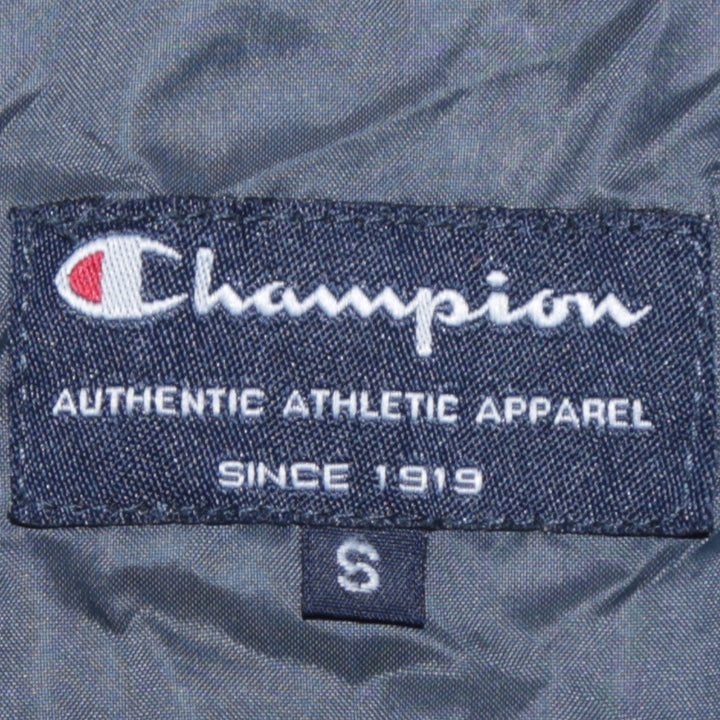 Champion
AUTHENTIC ATHLETIC APPAREL
SINCE 1919
S